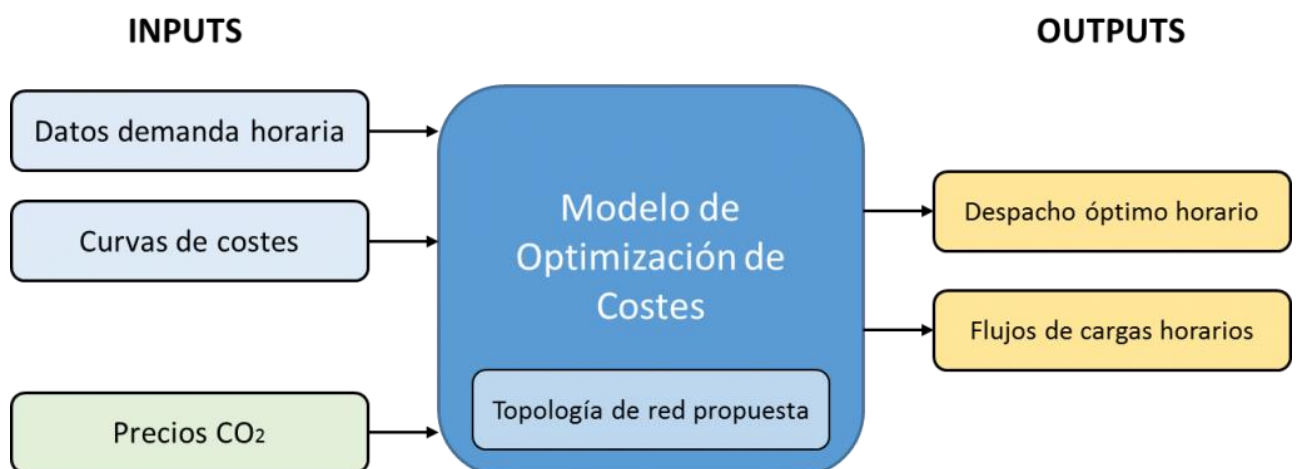 INPUTS
OUTPUTS
Datos demanda horaria
Curvas de costes
Precios CO₂
Modelo de
Optimización de
Costes
Topología de red propuesta
Despacho óptimo horario
Flujos de cargas horarios